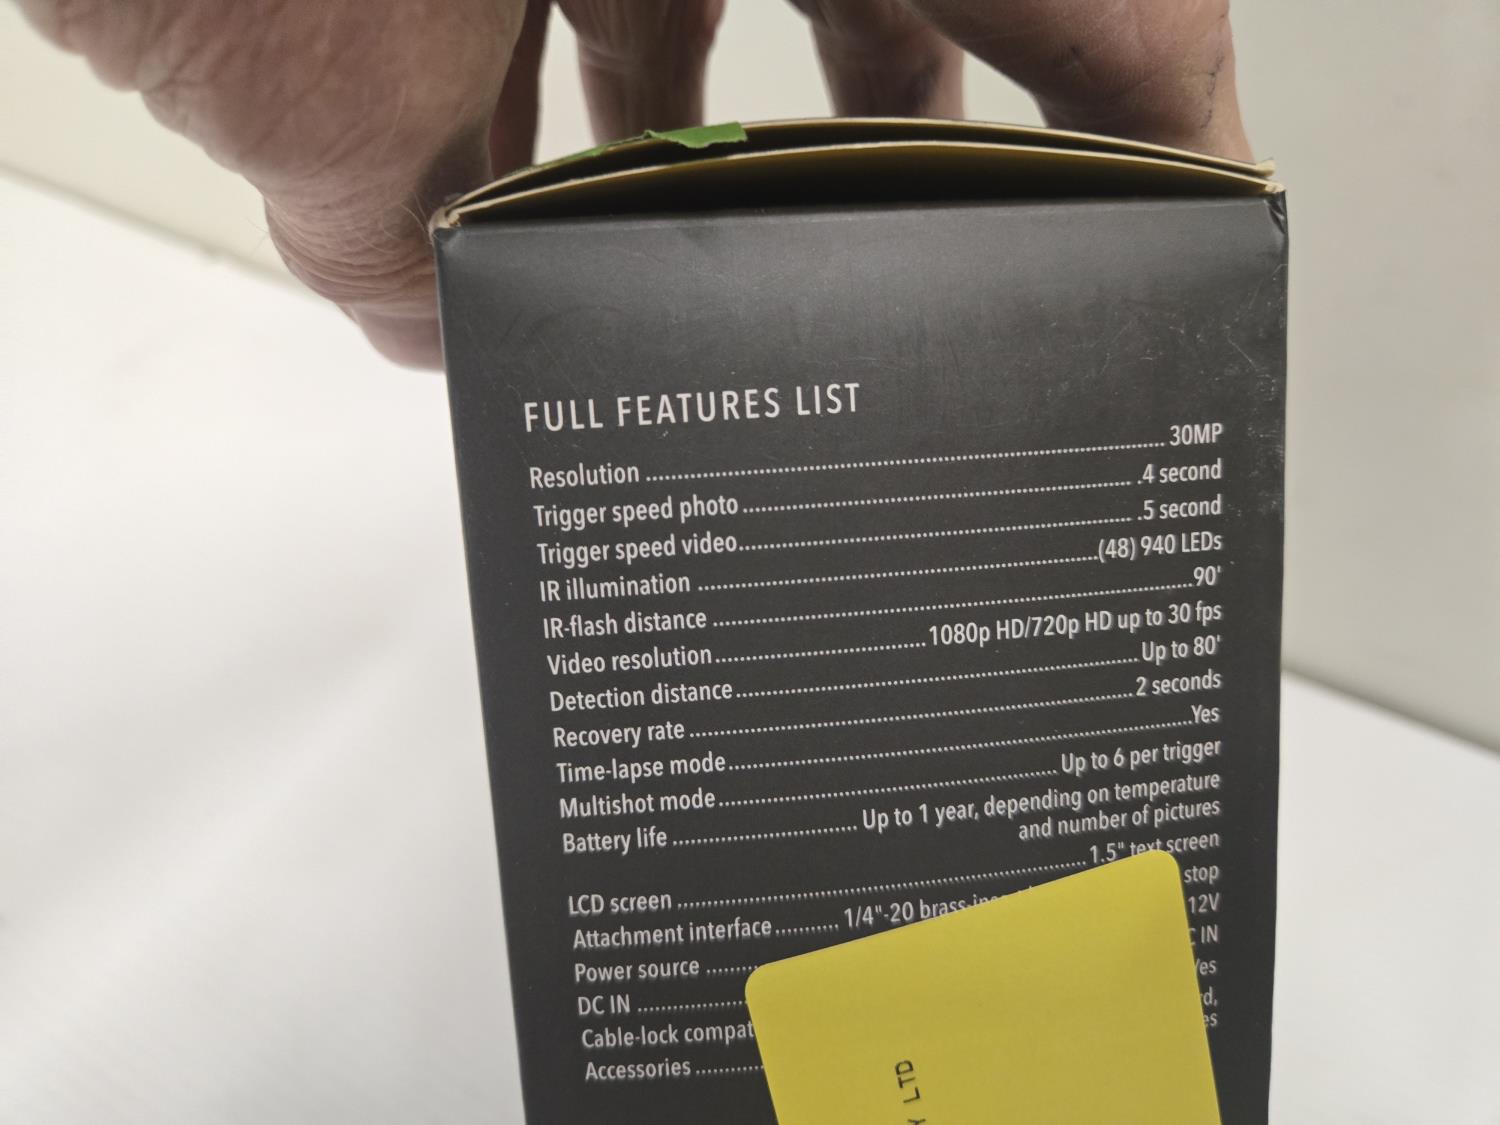 FULL FEATURES LIST
Resolution ........ 30MP
Trigger speed photo ........ .4 second
Trigger speed video ........ .5 second
IR illumination ........ (48) 940 LEDs
IR-flash distance ........ 90'
Video resolution ........ 1080p HD/720p HD up to 30 fps
Detection distance ........ Up to 80'
Recovery rate ........ 2 seconds
Time-lapse mode ........ Yes
Multishot mode ........ Up to 6 per trigger
Battery life ........ Up to 1 year, depending on temperature
and number of pictures
LCD screen ........ 1.5" text screen
Attachment interface ........ 1/4"-20 stop
Power source ........ 12V
DC IN ........ IN
Cable-lock Yes
Accessories ........
LTD